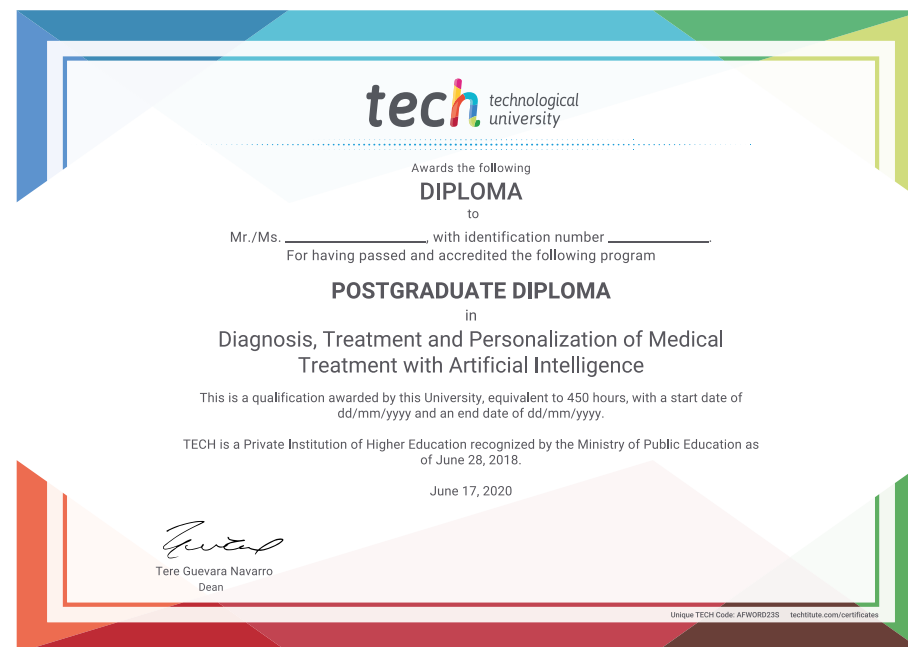 tech technological
university
Awards the following
DIPLOMA
to
Mr./Ms. ____________________, with identification number ______________.
For having passed and accredited the following program
POSTGRADUATE DIPLOMA
in
Diagnosis, Treatment and Personalization of Medical
Treatment with Artificial Intelligence
This is a qualification awarded by this University, equivalent to 450 hours, with a start date of
dd/mm/yyyy and an end date of dd/mm/yyyy.
TECH is a Private Institution of Higher Education recognized by the Ministry of Public Education as
of June 28, 2018.
June 17, 2020
Tere Guevara Navarro
Dean
Unique TECH Code: AFWORD23S techtitute.com/certificates